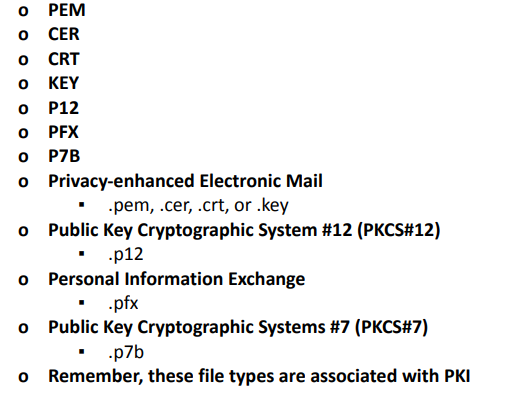 o PEM
o CER
o CRT
o KEY
o P12
o PFX
o P7B
o Privacy-enhanced Electronic Mail
▪ .pem, .cer, .crt, or .key
o Public Key Cryptographic System #12 (PKCS#12)
▪ .p12
o Personal Information Exchange
▪ .pfx
o Public Key Cryptographic Systems #7 (PKCS#7)
▪ .p7b
o Remember, these file types are associated with PKI